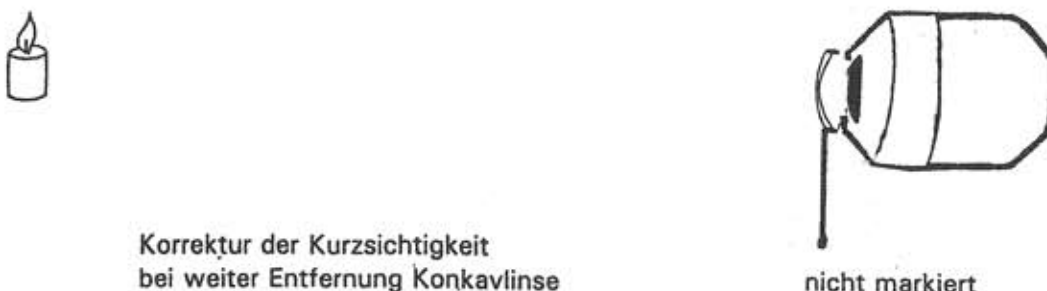 Korrektur der Kurzsichtigkeit
bei weiter Entfernung Konkavlinse
nicht markiert